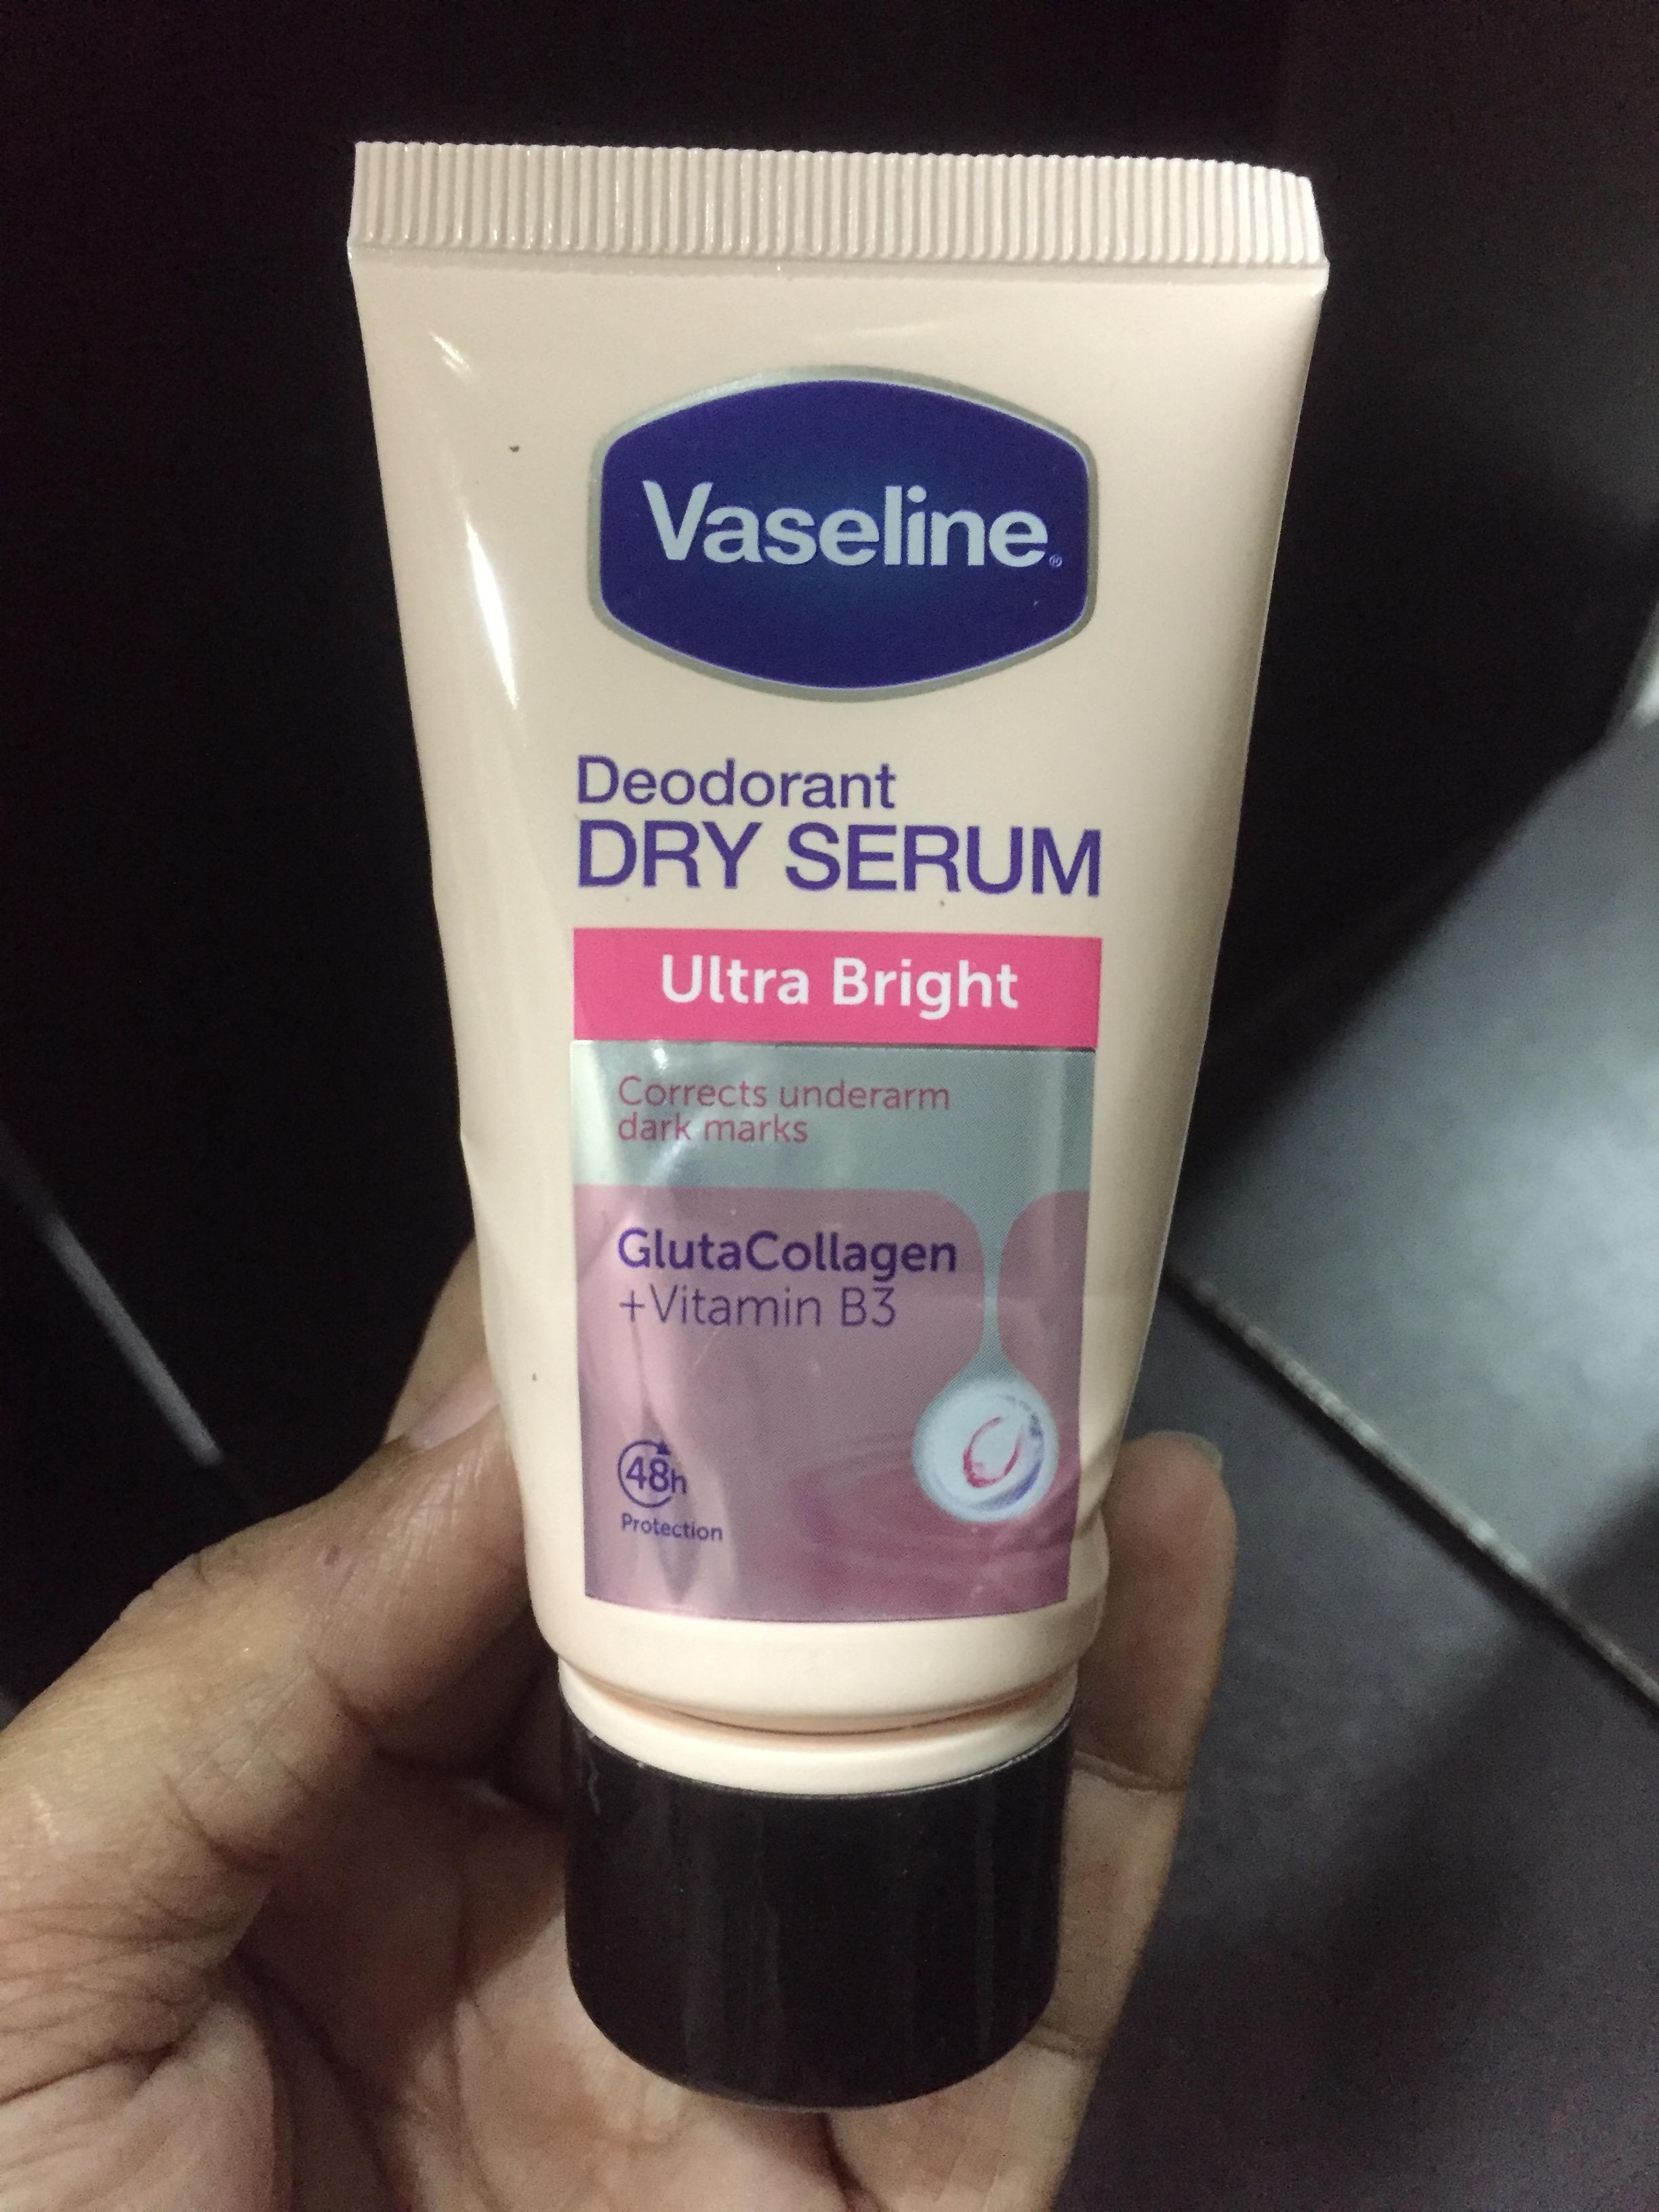 Vaseline®
Deodorant
DRY SERUM
Ultra Bright
Corrects underarm
dark marks
GlutaCollagen
+Vitamin B3
48h
Protection